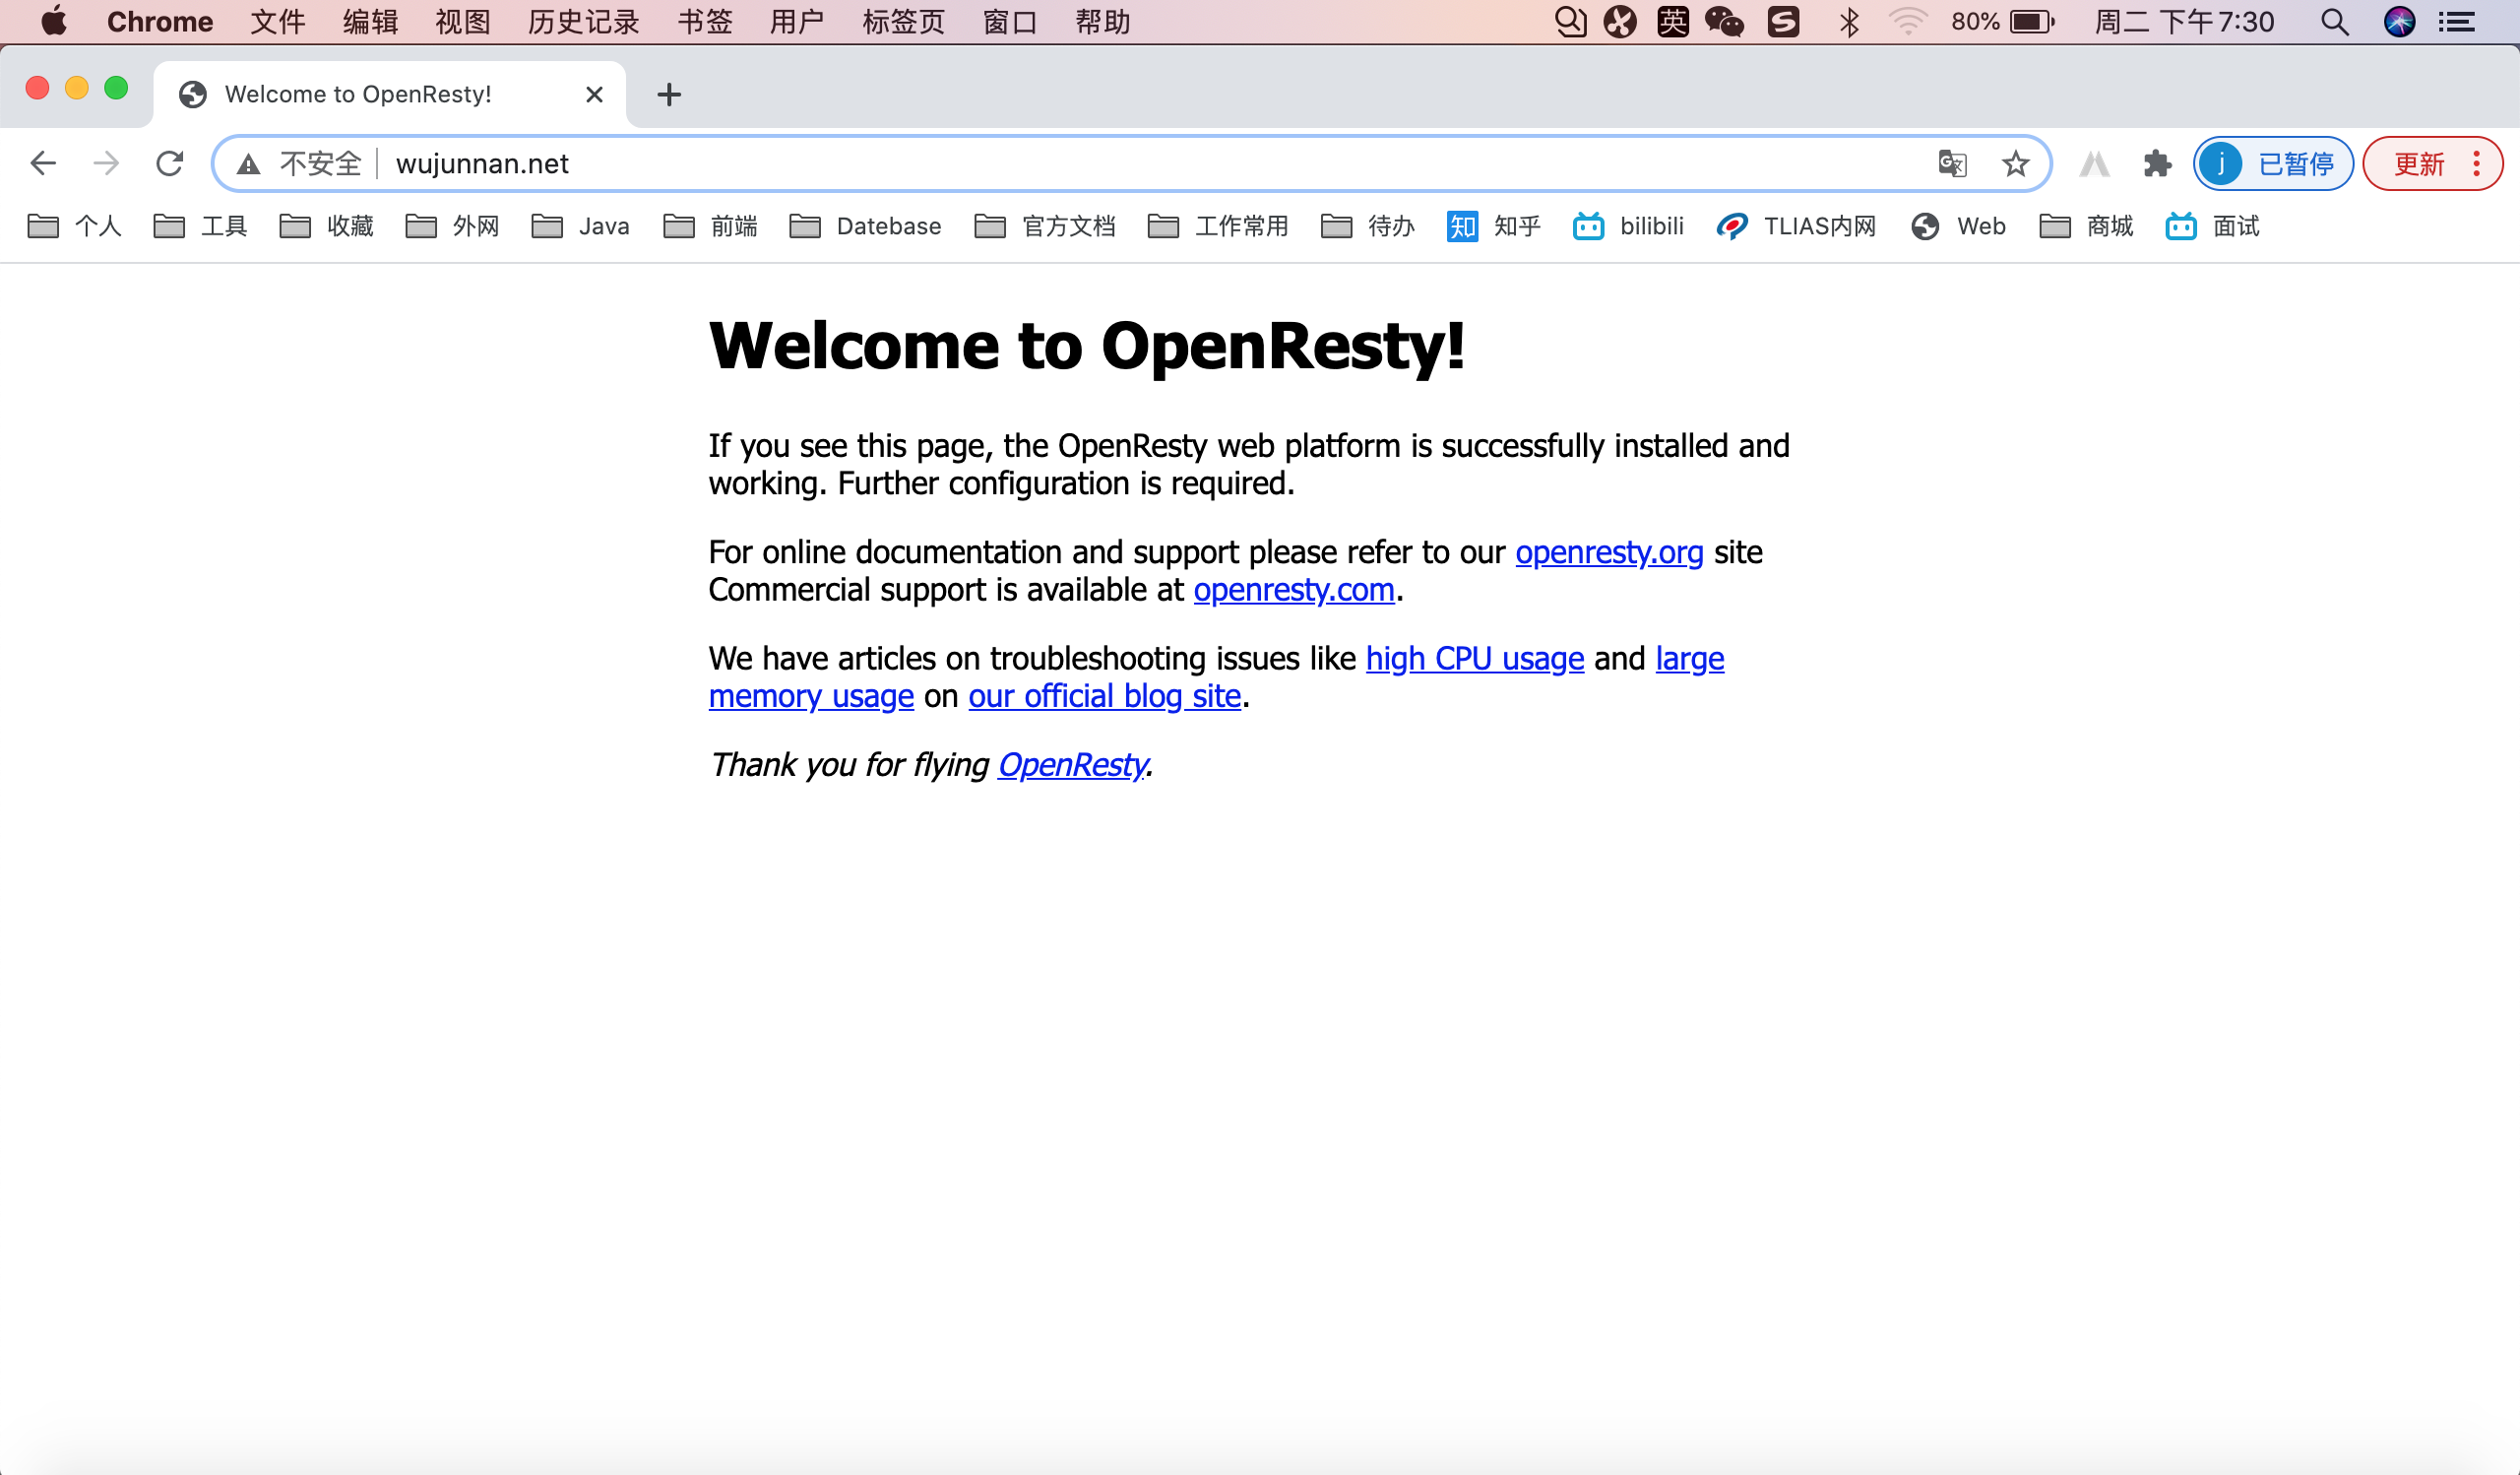 Chrome 文件 编辑 视图 历史记录 书签 用户 标签页 窗口 帮助 英 80% 周二 下午7:30
Welcome to OpenResty!
不安全 wujunnan.net j 已暂停 更新
个人 工具 收藏 外网 Java 前端 Datebase 官方文档 工作常用 待办 知 知乎 bilibili TLIAS内网 Web 商城 面试
Welcome to OpenResty!
If you see this page, the OpenResty web platform is successfully installed and
working. Further configuration is required.
For online documentation and support please refer to our openresty.org site
Commercial support is available at openresty.com.
We have articles on troubleshooting issues like high CPU usage and large
memory usage on our official blog site.
Thank you for flying OpenResty.